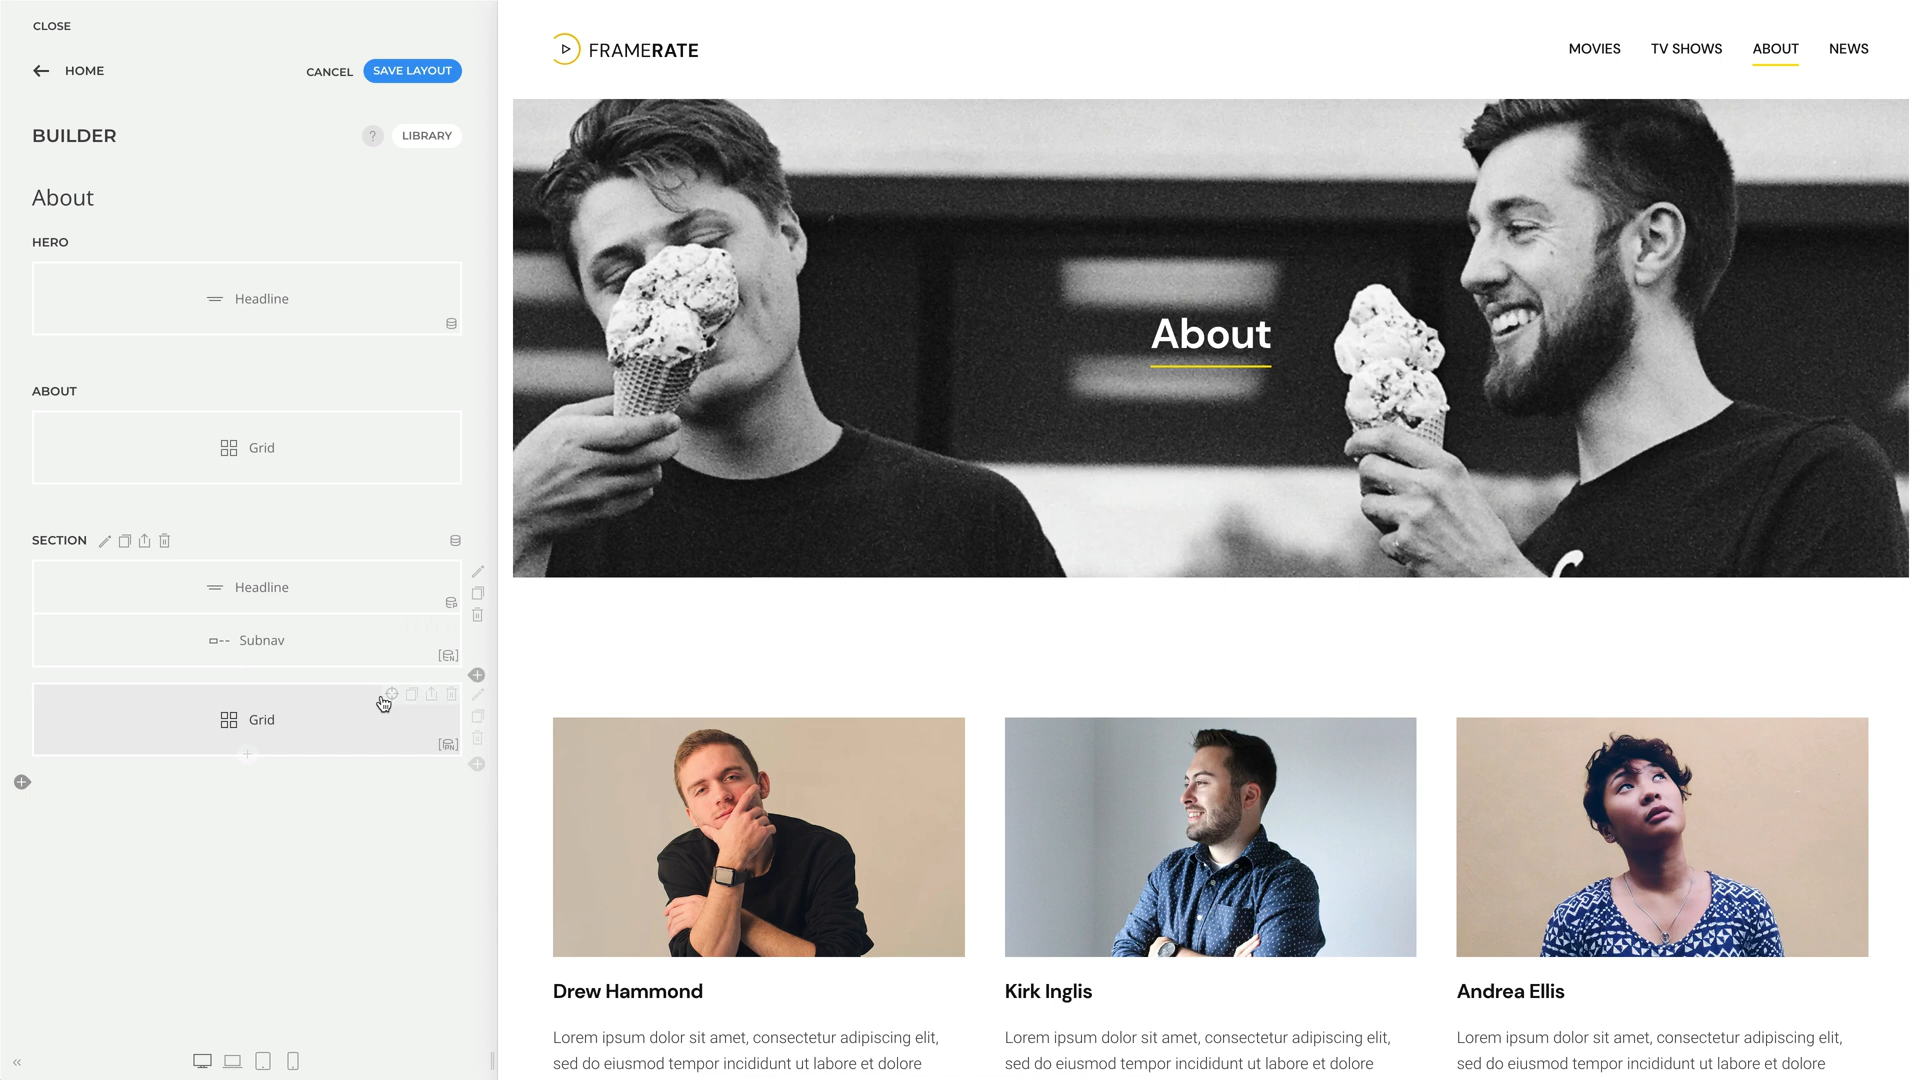 CLOSE
HOME
CANCEL
SAVE LAYOUT
BUILDER
?
LIBRARY
About
HERO
Headline
ABOUT
Grid
SECTION
Headline
Subnav
Grid
FRAMERATE
MOVIES
TV SHOWS
ABOUT
NEWS
About
Drew Hammond
Lorem ipsum dolor sit amet, consectetur adipiscing elit,
sed do eiusmod tempor incididunt ut labore et dolore
Kirk Inglis
Lorem ipsum dolor sit amet, consectetur adipiscing elit,
sed do eiusmod tempor incididunt ut labore et dolore
Andrea Ellis
Lorem ipsum dolor sit amet, consectetur adipiscing elit,
sed do eiusmod tempor incididunt ut labore et dolore